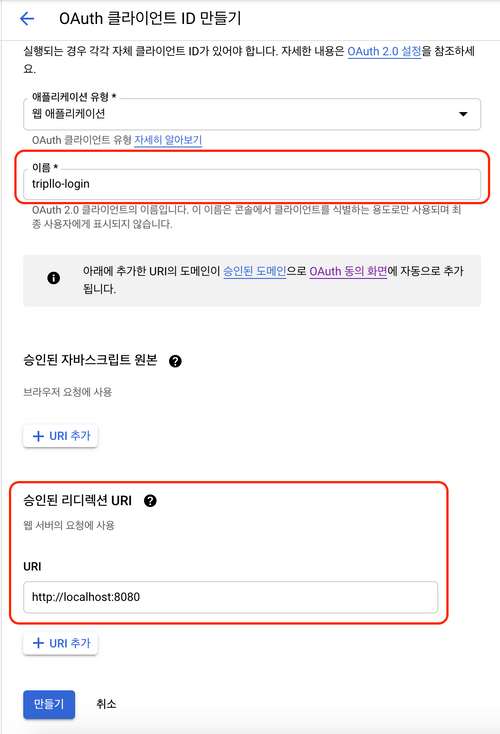 OAuth 클라이언트 ID 만들기
실행되는 경우 각각 자체 클라이언트 ID가 있어야 합니다. 자세한 내용은 OAuth 2.0 설정을 참조하세
요.
애플리케이션 유형 *
웹 애플리케이션
OAuth 클라이언트 유형 자세히 알아보기
이름 *
tripllo-login
OAuth 2.0 클라이언트의 이름입니다. 이 이름은 콘솔에서 클라이언트를 식별하는 용도로만 사용되며 최
종 사용자에게 표시되지 않습니다.
아래에 추가한 URI의 도메인이 승인된 도메인으로 OAuth 동의 화면에 자동으로 추가
됩니다.
승인된 자바스크립트 원본
브라우저 요청에 사용
+ URI 추가
승인된 리디렉션 URI
웹 서버의 요청에 사용
URI
http://localhost:8080
+ URI 추가
만들기 취소